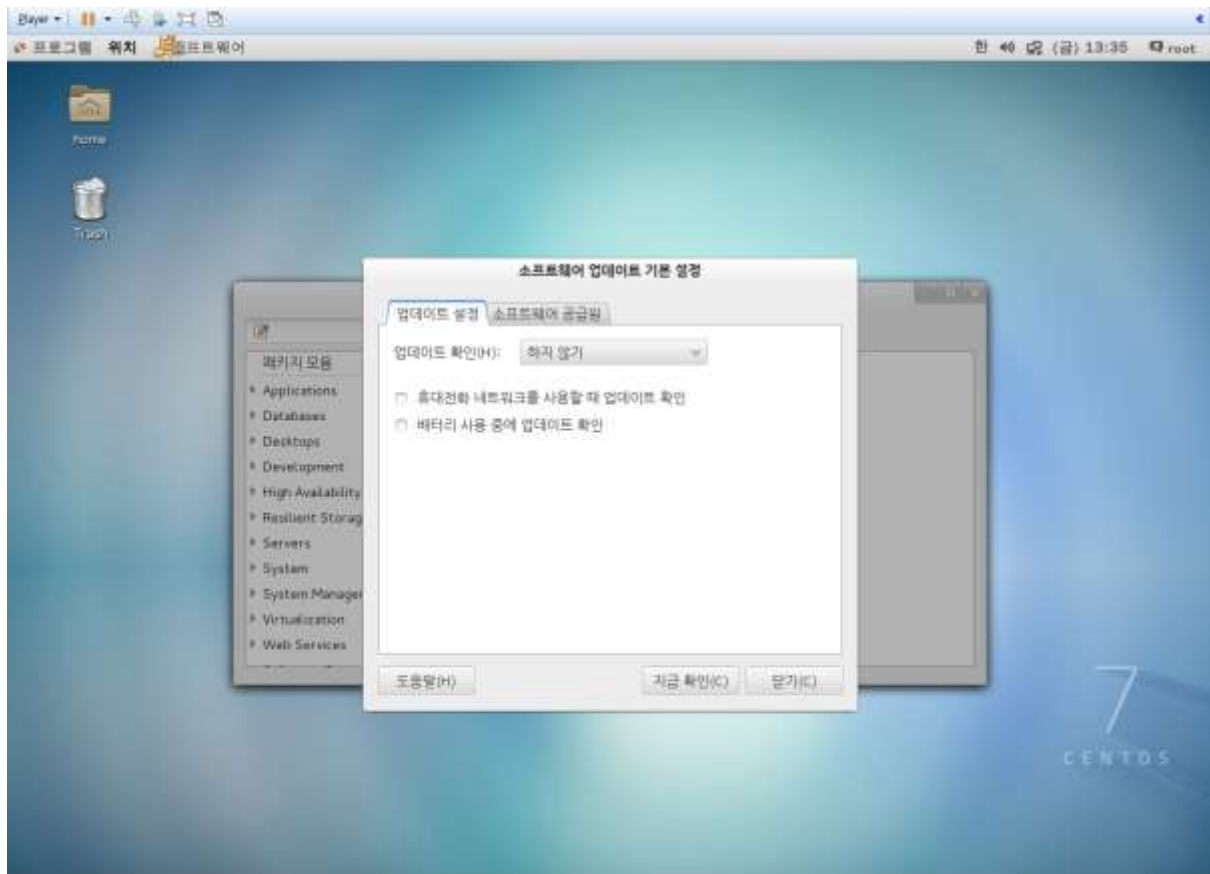 Player
프로그램 위치 소프트웨어
한 (금) 13:35 root
home
Trash
소프트웨어 업데이트 기본 설정
업데이트 설정 소프트웨어 공급원
업데이트 확인(H): 하지 않기
휴대전화 네트워크를 사용할 때 업데이트 확인
배터리 사용 중에 업데이트 확인
패키지 모음
Applications
Databases
Desktops
Development
High Availability
Resilient Storag
Servers
System
System Manager
Virtualization
Web Services
도움말(H) 지금 확인(C) 닫기(C)
7
CENTOS